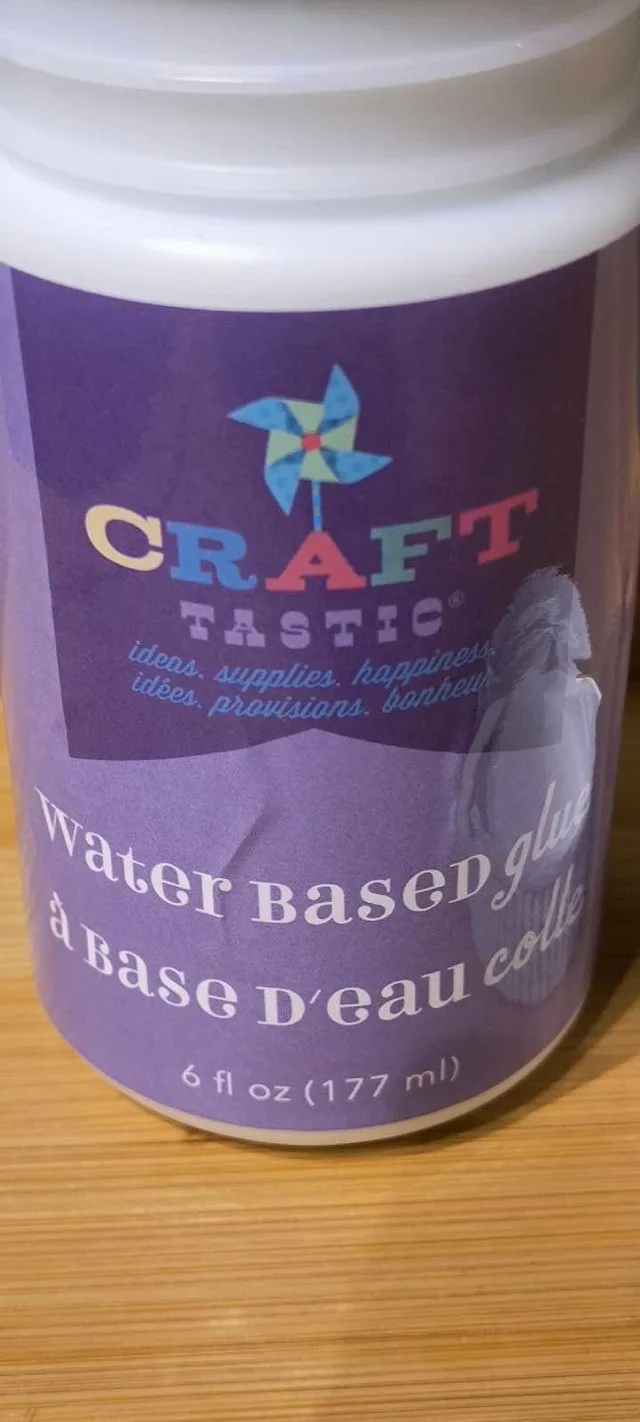 CRAFT
TASTIC®
ideas. supplies. happiness.
idées. provisions. bonheur.
Water Based glue
à Base D'eau colle
6 fl oz (177 ml)